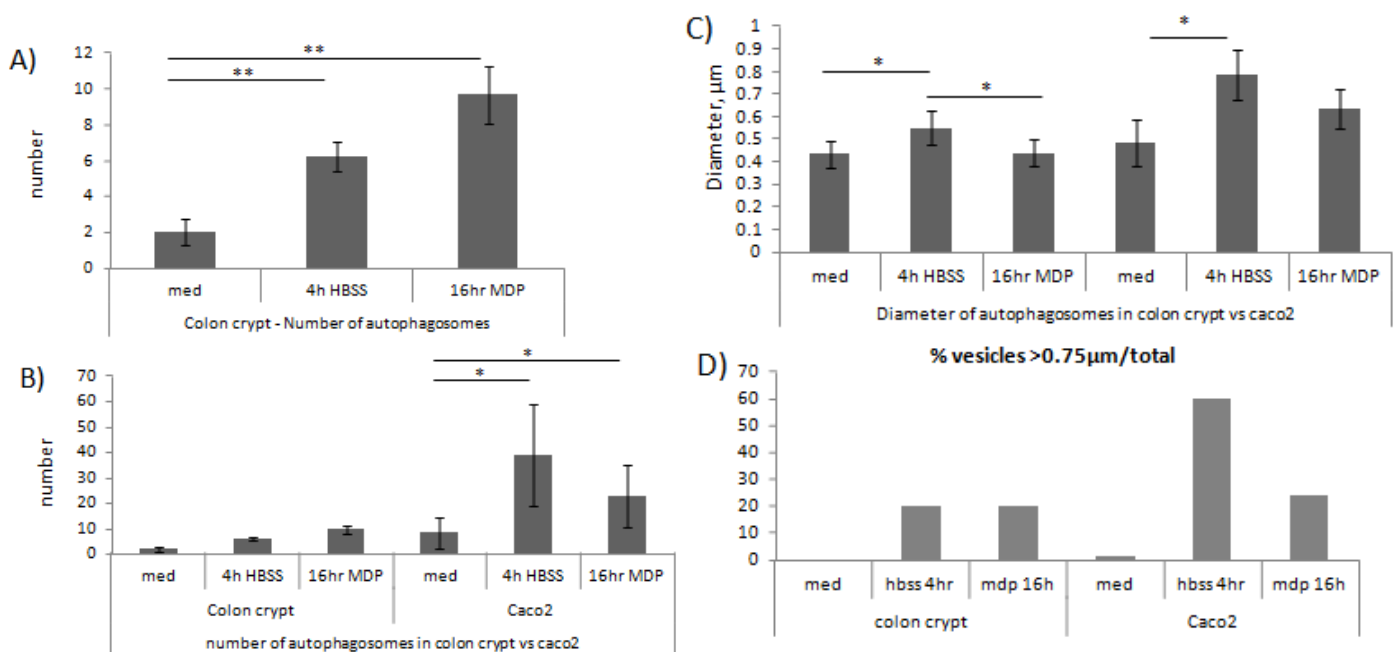 A)
12
10
8
6
4
2
0
number
**
**
med 4h HBSS 16hr MDP
Colon crypt - Number of autophagosomes
B)
70
60
50
40
30
20
10
0
number
*
*
med 4h HBSS 16hr MDP med 4h HBSS 16hr MDP
Colon crypt Caco2
number of autophagosomes in colon crypt vs caco2
C)
1
0.9
0.8
0.7
0.6
0.5
0.4
0.3
0.2
0.1
0
Diameter, µm
*
*
*
med 4h HBSS 16hr MDP med 4h HBSS 16hr MDP
Diameter of autophagosomes in colon crypt vs caco2
D)
% vesicles >0.75µm/total
70
60
50
40
30
20
10
0
med hbss 4hr mdp 16h med hbss 4hr mdp 16h
colon crypt Caco2